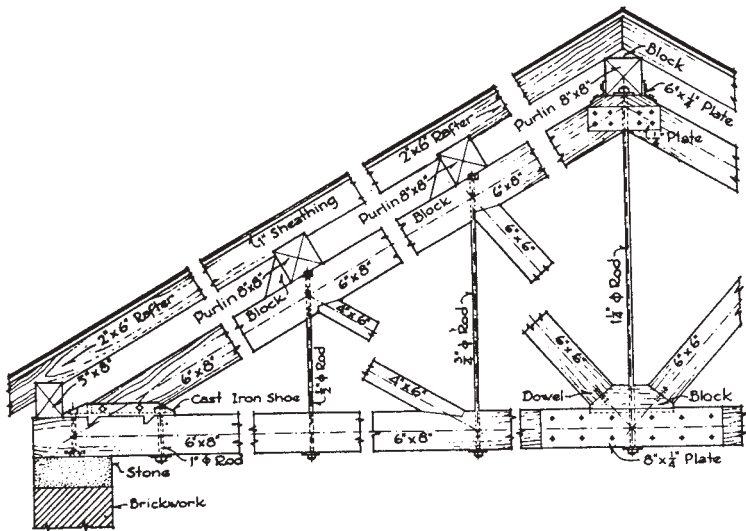 Block
6"x¼" Plate
Purlin 8"x8"
¼" Plate
2"x6" Rafter
Purlin 8"x8"
Block
6"x8"
1" Sheathing
Purlin 8"x8"
Block
6"x8"
6"x6"
2"x6" Rafter
5"x8"
6"x8"
4"x6"
¾" ϕ Rod
1¼" ϕ Rod
ϕ Rod
4"x6"
6"x6"
6"x6"
Cast Iron Shoe
Dowel
Block
6"x8"
6"x8"
1" ϕ Rod
8"x¼" Plate
Stone
Brickwork